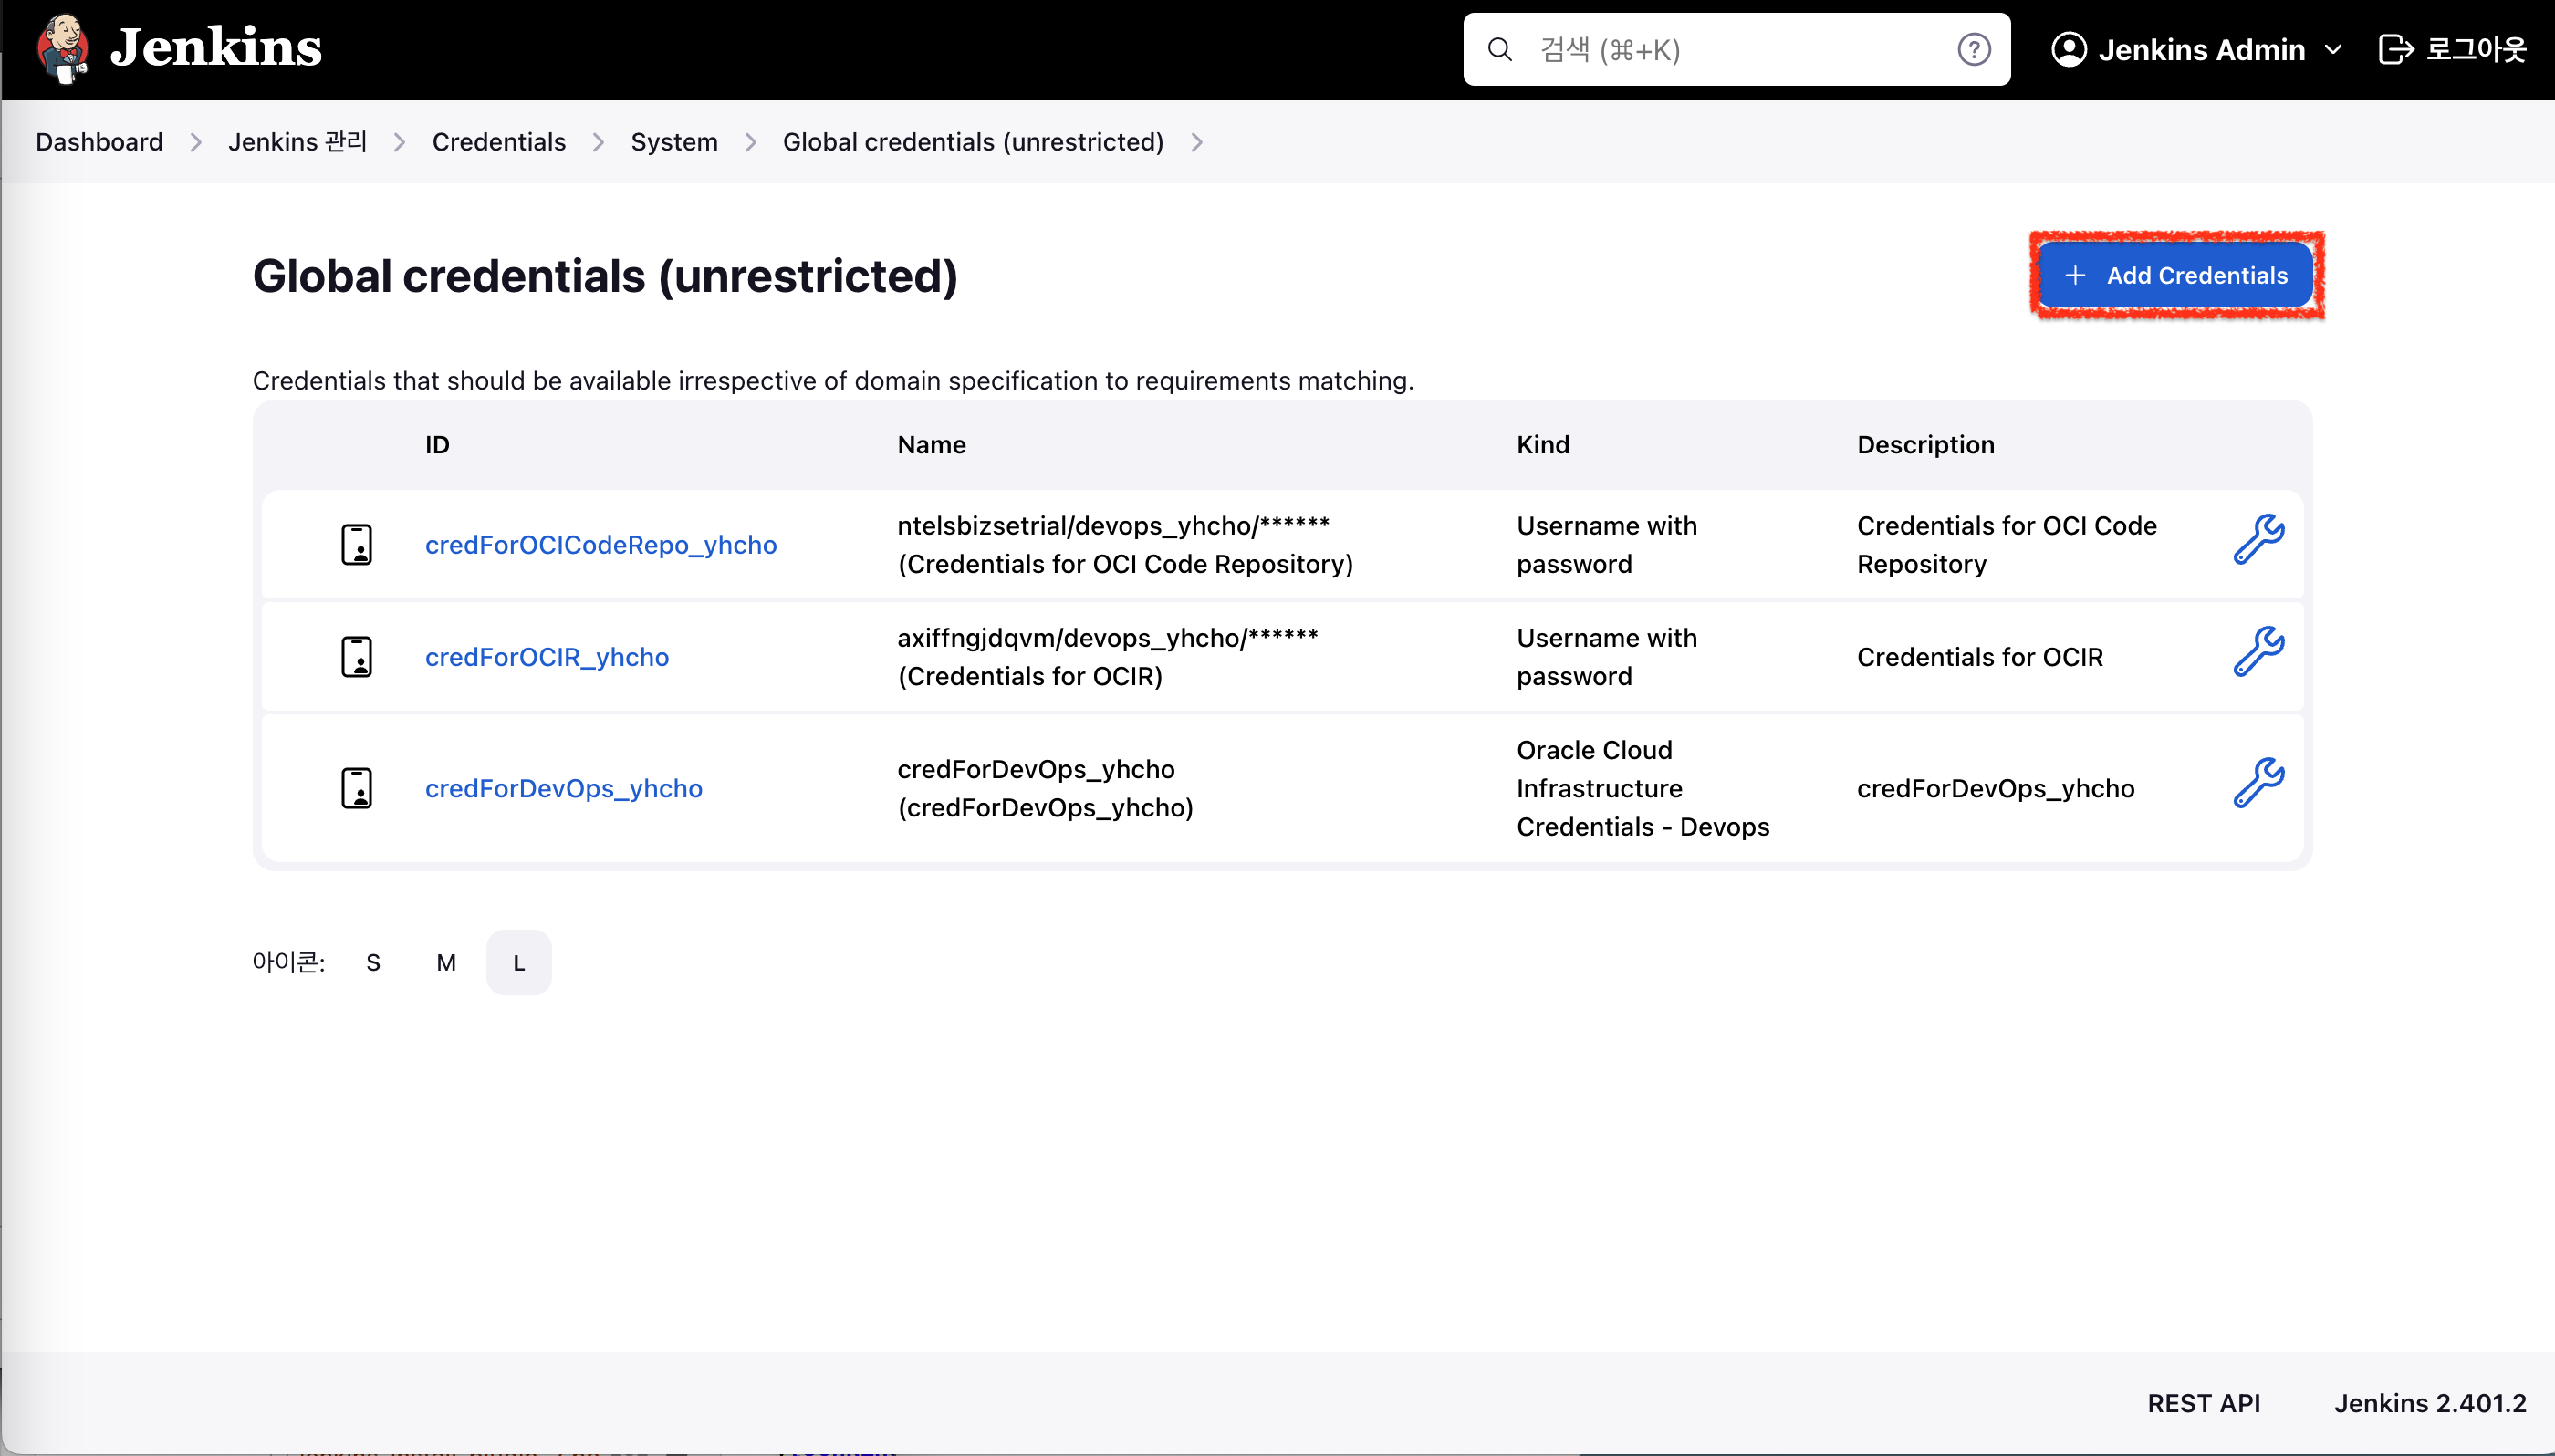 Jenkins
검색 (⌘+K)
Jenkins Admin
로그아웃
Dashboard
Jenkins 관리
Credentials
System
Global credentials (unrestricted)
Global credentials (unrestricted)
+ Add Credentials
Credentials that should be available irrespective of domain specification to requirements matching.
ID Name Kind Description
credForOCICodeRepo_yhcho
ntelsbizsetrial/devops_yhcho/******
(Credentials for OCI Code Repository)
Username with
password
Credentials for OCI Code
Repository
credForOCIR_yhcho
axiffngjdqvm/devops_yhcho/******
(Credentials for OCIR)
Username with
password
Credentials for OCIR
credForDevOps_yhcho
credForDevOps_yhcho
(credForDevOps_yhcho)
Oracle Cloud
Infrastructure
Credentials - Devops
credForDevOps_yhcho
아이콘: S M L
REST API
Jenkins 2.401.2